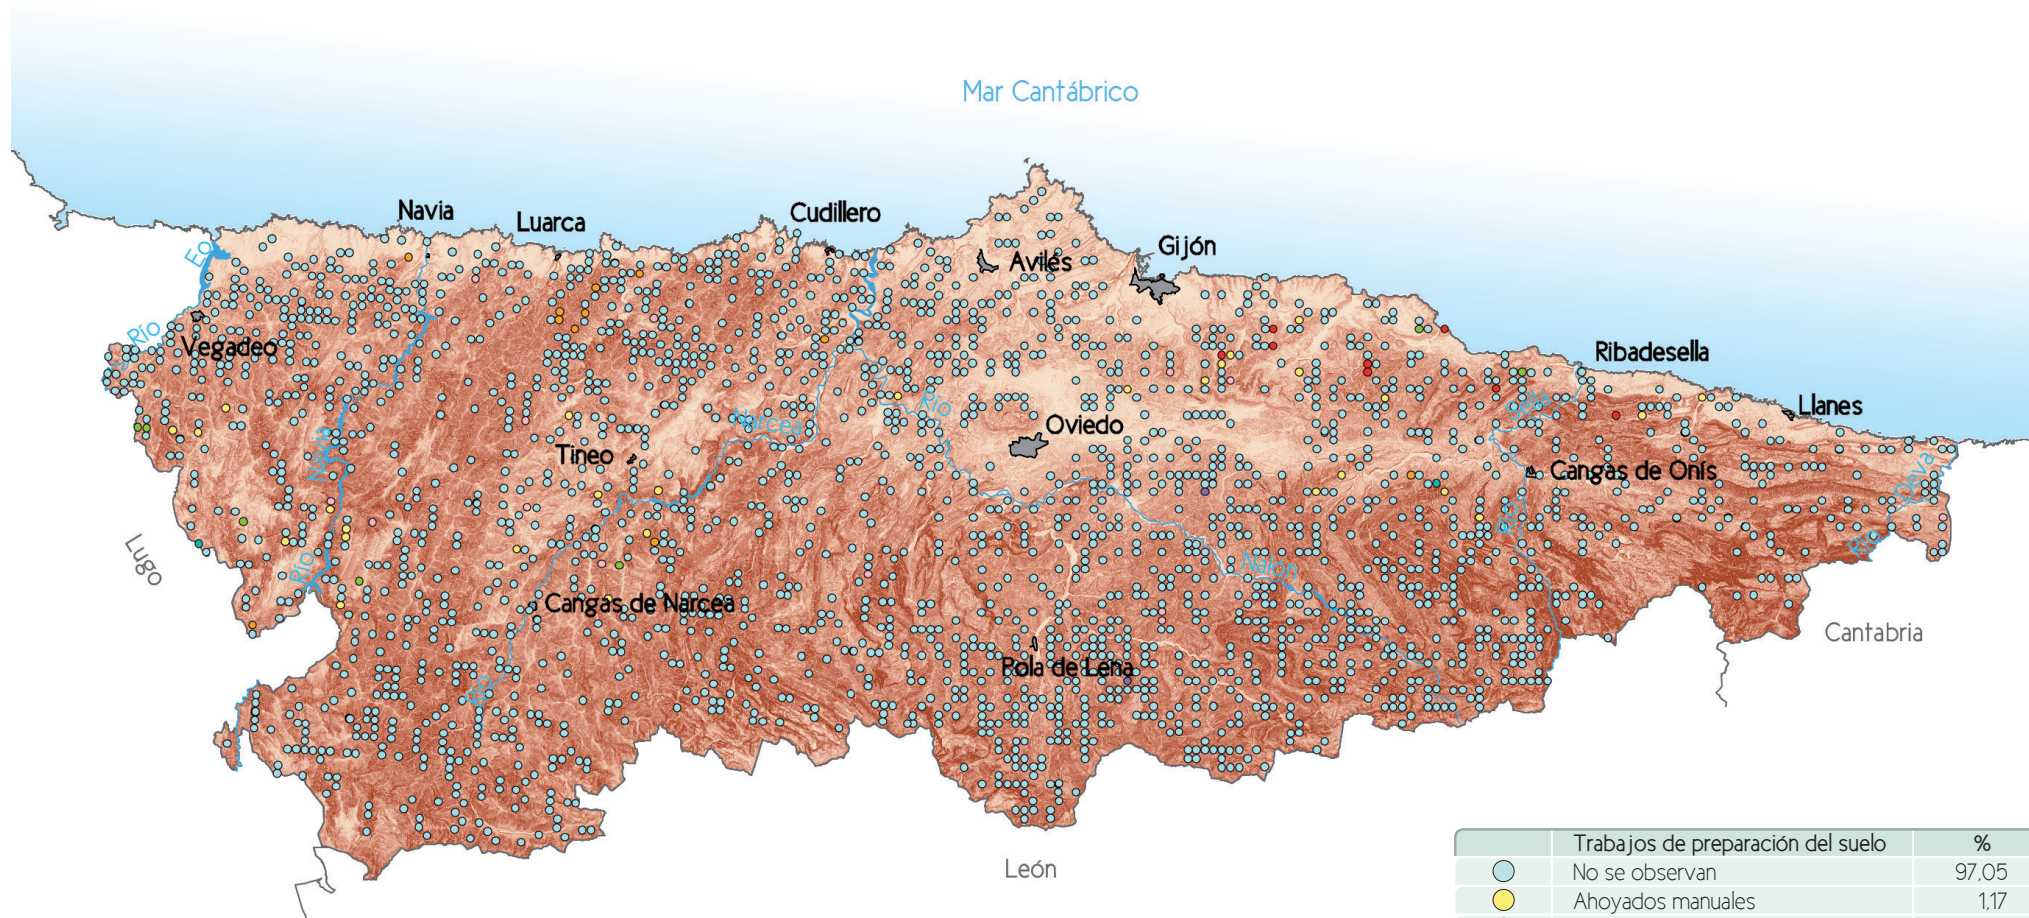 Mar Cantábrico
Navia
Luarca
Cudillero
Avilés
Gijón
Eo
Río
Vegadeo
Ribadesella
Llanes
Navia
Río
Narcea
Río
Oviedo
Tineo
Sella
Río
Cangas de Onís
Deva
Río
Lugo
Nalón
Cangas de Narcea
Río
Pola de Lena
Cantabria
León
Trabajos de preparación del suelo %
No se observan 97,05
Ahoyados manuales 1,17